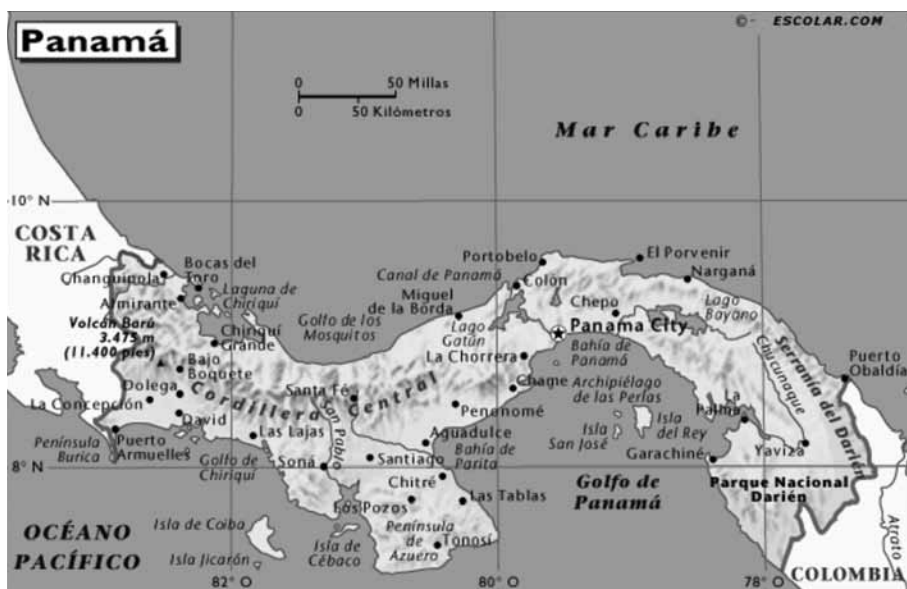 © - ESCOLAR.COM
Panamá
0 50 Millas
0 50 Kilómetros
Mar Caribe
10° N
COSTA
RICA
Changuinola
Bocas del
Toro
Laguna de
Chiriquí
Almirante
Volcán Barú
3.475 m
(11.400 pies)
Chiriquí
Grande
Golfo de los
Mosquitos
Bajo
Boquete
Dolega
La Concepción
David
Península
Burica
Puerto
Armuelles
Las Lajas
Golfo de
Chiriquí
Cordillera Central
Santa Fé
San Pablo
Soná
Santiago
Portobelo
Canal de Panamá
Colón
Miguel
de la Borda
Lago
Gatún
La Chorrera
Chame
Penonomé
Aguadulce
Bahía de
Parita
Chitré
Las Tablas
Los Pozos
Península
de
Azuero
Tonosí
El Porvenir
Narganá
Chepo
Lago
Bayano
Panama City
Bahía de
Panamá
Archipiélago
de las Perlas
Isla
San José
Isla
del Rey
La
Palma
Garachiné
Chucunaque
Serranía del Darién
Puerto
Obaldía
Yaviza
Parque Nacional
Darién
8° N
Golfo de
Panamá
OCÉANO
PACÍFICO
Isla de Coiba
Isla Jicarón
Isla de
Cébaco
Atrato
COLOMBIA
82° O
80° O
78° O